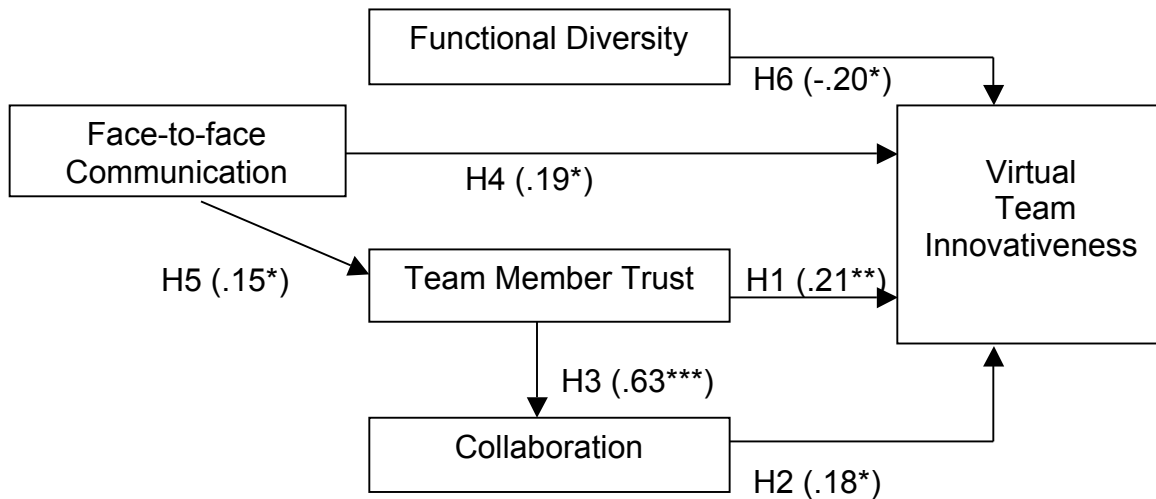 Functional Diversity
H6 (-.20*)
Face-to-face
Communication
H4 (.19*)
Virtual
Team
Innovativeness
H5 (.15*)
Team Member Trust
H1 (.21**)
H3 (.63***)
Collaboration
H2 (.18*)